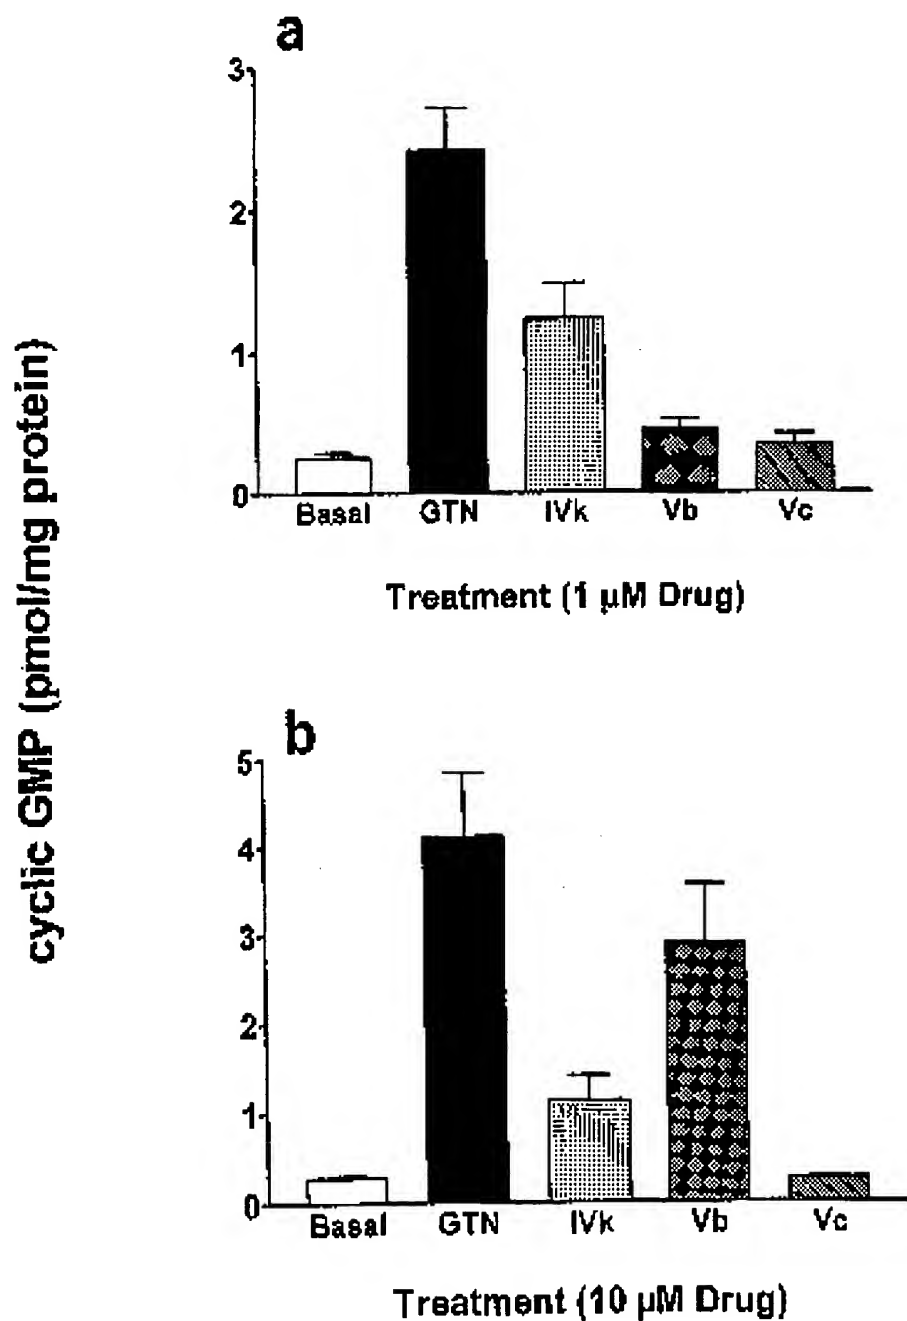 cyclic GMP (pmol/mg protein)
a
3
2
1
0
Basal GTN IVk Vb Vc
Treatment (1 µM Drug)
b
5
4
3
2
1
0
Basal GTN IVk Vb Vc
Treatment (10 µM Drug)